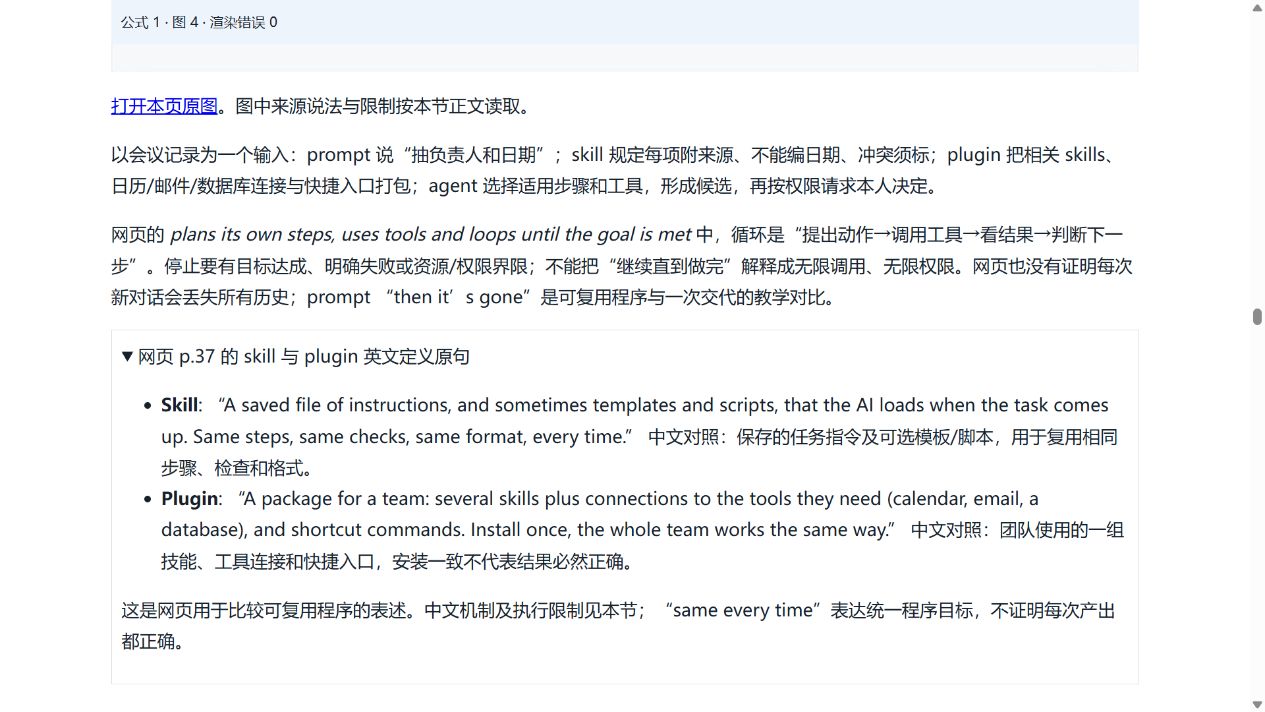 公式 1 · 图 4 · 渲染错误 0
打开本页原图。图中来源说法与限制按本节正文读取。
以会议记录为一个输入：prompt 说“抽负责人和日期”；skill 规定每项附来源、不能编日期、冲突须标；plugin 把相关 skills、
日历/邮件/数据库连接与快捷入口打包；agent 选择适用步骤和工具，形成候选，再按权限请求本人决定。
网页的 plans its own steps, uses tools and loops until the goal is met 中，循环是“提出动作→调用工具→看结果→判断下一
步”。停止要有目标达成、明确失败或资源/权限界限；不能把“继续直到做完”解释成无限调用、无限权限。网页也没有证明每次
新对话会丢失所有历史；prompt “then it’s gone”是可复用程序与一次交代的教学对比。
▼ 网页 p.37 的 skill 与 plugin 英文定义原句
• Skill: “A saved file of instructions, and sometimes templates and scripts, that the AI loads when the task comes
up. Same steps, same checks, same format, every time.” 中文对照：保存的任务指令及可选模板/脚本，用于复用相同
步骤、检查和格式。
• Plugin: “A package for a team: several skills plus connections to the tools they need (calendar, email, a
database), and shortcut commands. Install once, the whole team works the same way.” 中文对照：团队使用的一组
技能、工具连接和快捷入口，安装一致不代表结果必然正确。
这是网页用于比较可复用程序的表述。中文机制及执行限制见本节；“same every time”表达统一程序目标，不证明每次产出
都正确。